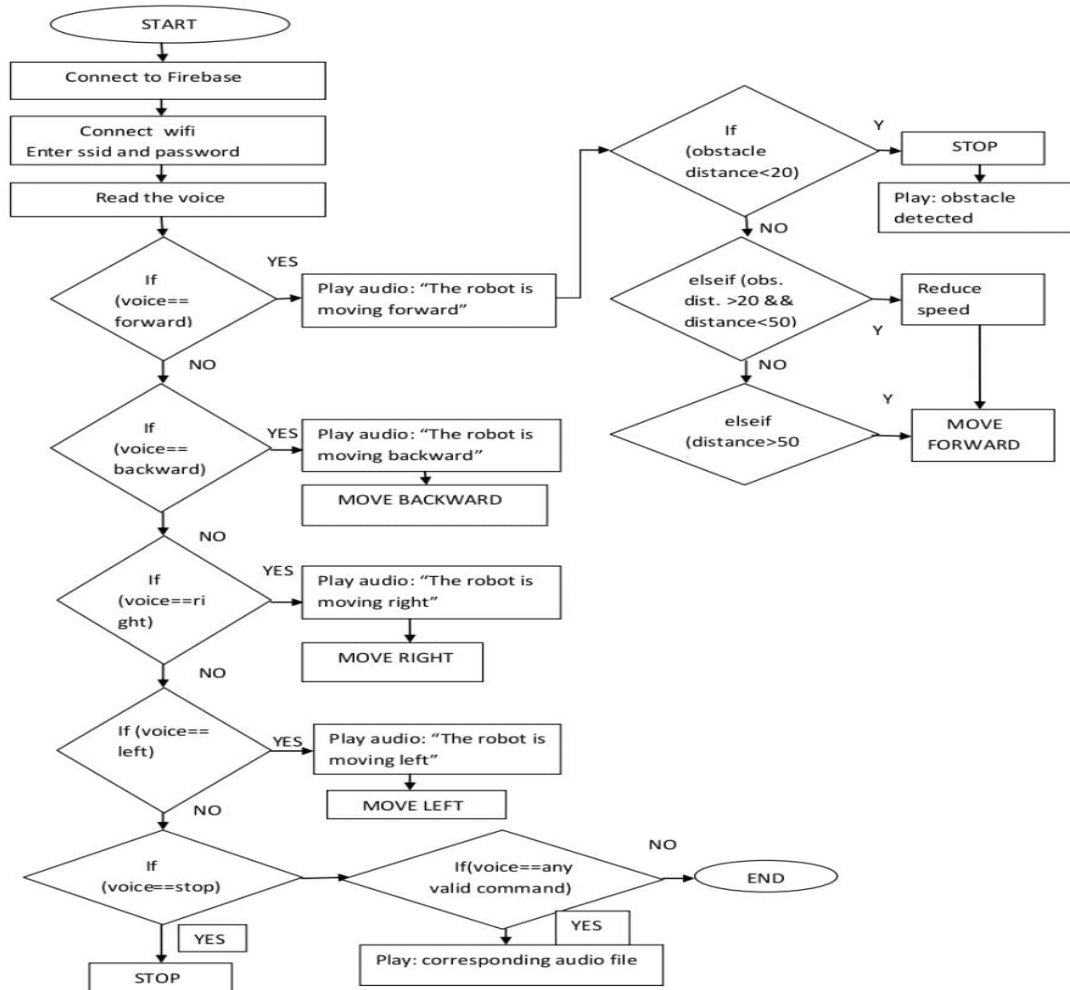 START
Connect to Firebase
Connect wifi
Enter ssid and password
Read the voice
If
(voice==
forward)
YES
Play audio: “The robot is
moving forward”
NO
If
(obstacle
distance<20)
Y
STOP
Play: obstacle
detected
NO
elseif (obs.
dist. >20 &&
distance<50)
Y
Reduce
speed
NO
elseif
(distance>50
Y
MOVE
FORWARD
If
(voice==
backward)
YES
Play audio: “The robot is
moving backward”
MOVE BACKWARD
NO
If
(voice==ri
ght)
YES
Play audio: “The robot is
moving right”
MOVE RIGHT
NO
If (voice==
left)
YES
Play audio: “The robot is
moving left”
MOVE LEFT
NO
If
(voice==stop)
YES
STOP
If(voice==any
valid command)
NO
END
YES
Play: corresponding audio file